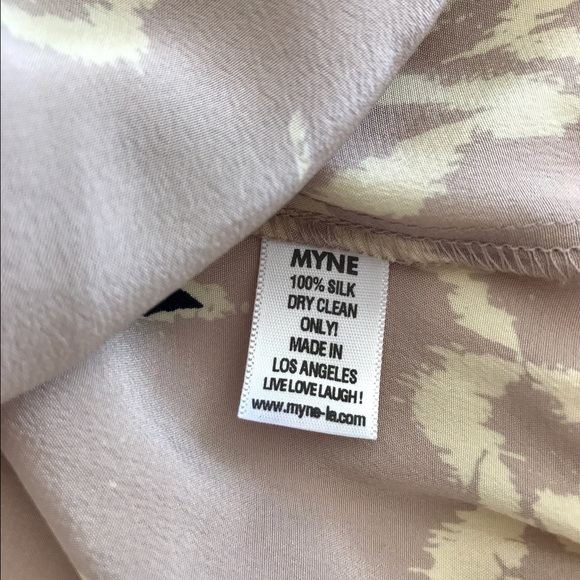 MYNE
100% SILK
DRY CLEAN
ONLY!
MADE IN
LOS ANGELES
LIVE LOVE LAUGH !
www.myne-la.com